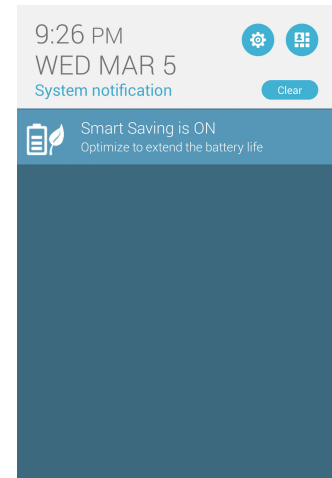 9:26 PM
WED MAR 5
System notification
Clear
Smart Saving is ON
Optimize to extend the battery life